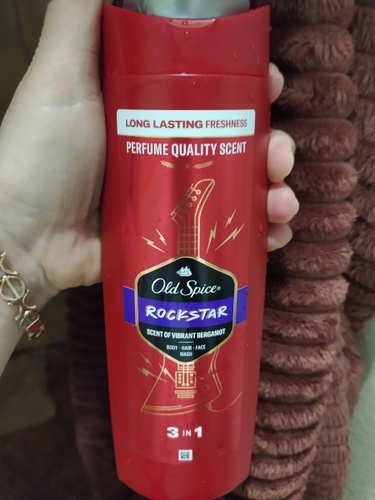 LONG LASTING FRESHNESS
PERFUME QUALITY SCENT
Old Spice®
ROCKSTAR
SCENT OF VIBRANT BERGAMOT
BODY · HAIR · FACE
WASH
3 IN 1